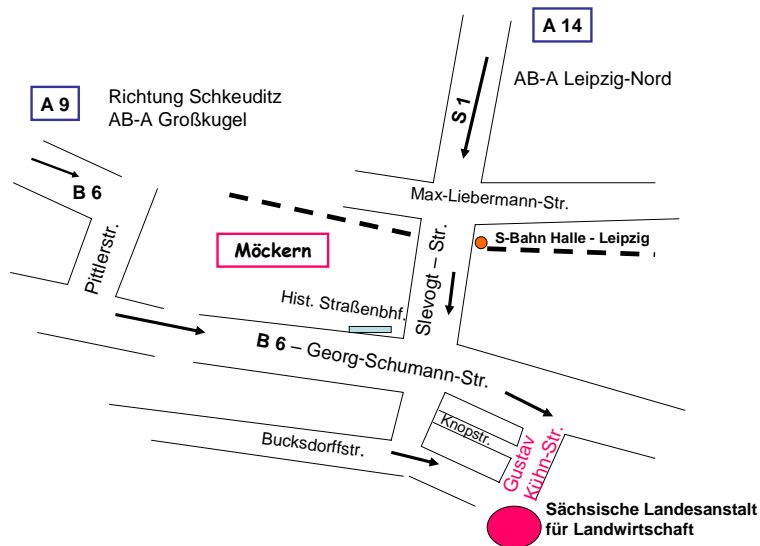 A 14
AB-A Leipzig-Nord
A 9
Richtung Schkeuditz
AB-A Großkugel
S 1
B 6
Max-Liebermann-Str.
Pittlerstr.
Möckern
Slevogt – Str.
S-Bahn Halle - Leipzig
Hist. Straßenbhf.
B 6 – Georg-Schumann-Str.
Knopstr.
Bucksdorffstr.
Gustav
Kühn-Str.
Sächsische Landesanstalt
für Landwirtschaft